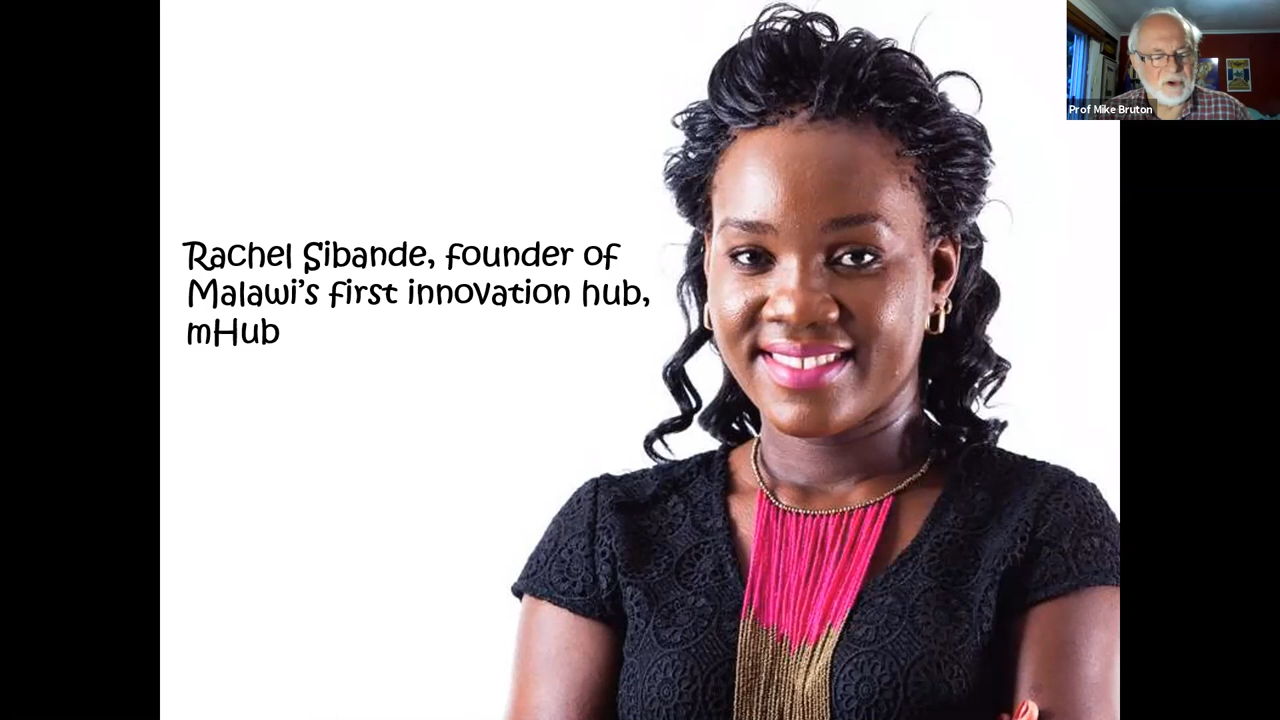 Rachel Sibande, founder of
Malawi's first innovation hub,
mHub
Prof Mike Bruton